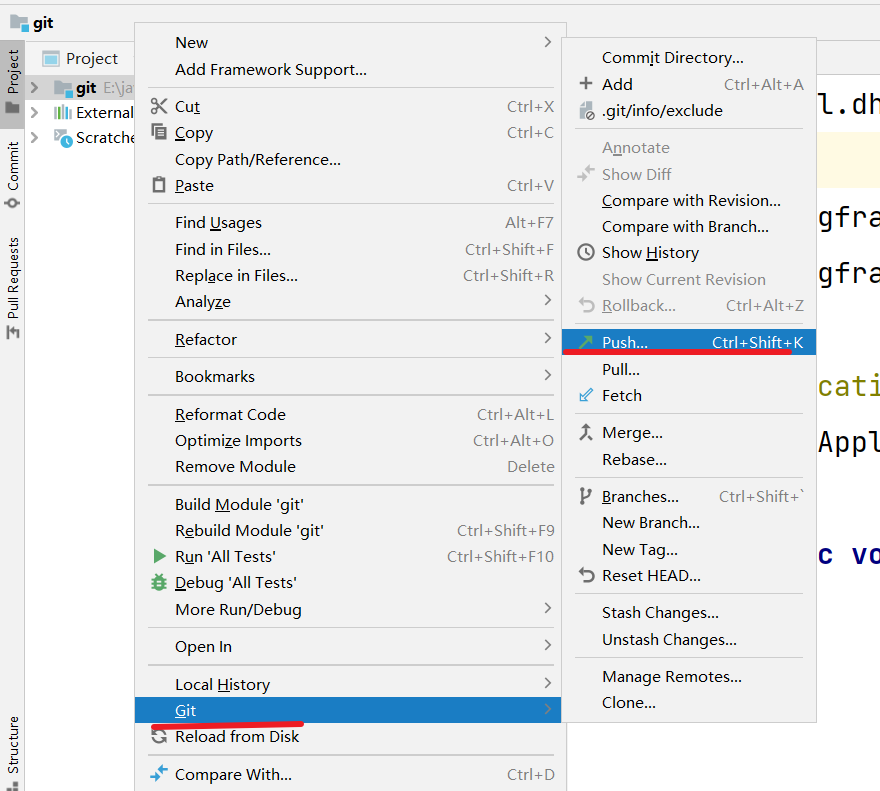 git
Project
Project
git E:\ja
External
Scratche
Commit
Pull Requests
Structure
New
Add Framework Support...
Cut Ctrl+X
Copy Ctrl+C
Copy Path/Reference...
Paste Ctrl+V
Find Usages Alt+F7
Find in Files... Ctrl+Shift+F
Replace in Files... Ctrl+Shift+R
Analyze
Refactor
Bookmarks
Reformat Code Ctrl+Alt+L
Optimize Imports Ctrl+Alt+O
Remove Module Delete
Build Module 'git'
Rebuild Module 'git' Ctrl+Shift+F9
Run 'All Tests' Ctrl+Shift+F10
Debug 'All Tests'
More Run/Debug
Open In
Local History
Git
Reload from Disk
Compare With... Ctrl+D
Commit Directory...
Add Ctrl+Alt+A
.git/info/exclude
Annotate
Show Diff
Compare with Revision...
Compare with Branch...
Show History
Show Current Revision
Rollback... Ctrl+Alt+Z
Push... Ctrl+Shift+K
Pull...
Fetch
Merge...
Rebase...
Branches... Ctrl+Shift+`
New Branch...
New Tag...
Reset HEAD...
Stash Changes...
Unstash Changes...
Manage Remotes...
Clone...
l.dh
gfra
gfra
cati
Appl
c vo